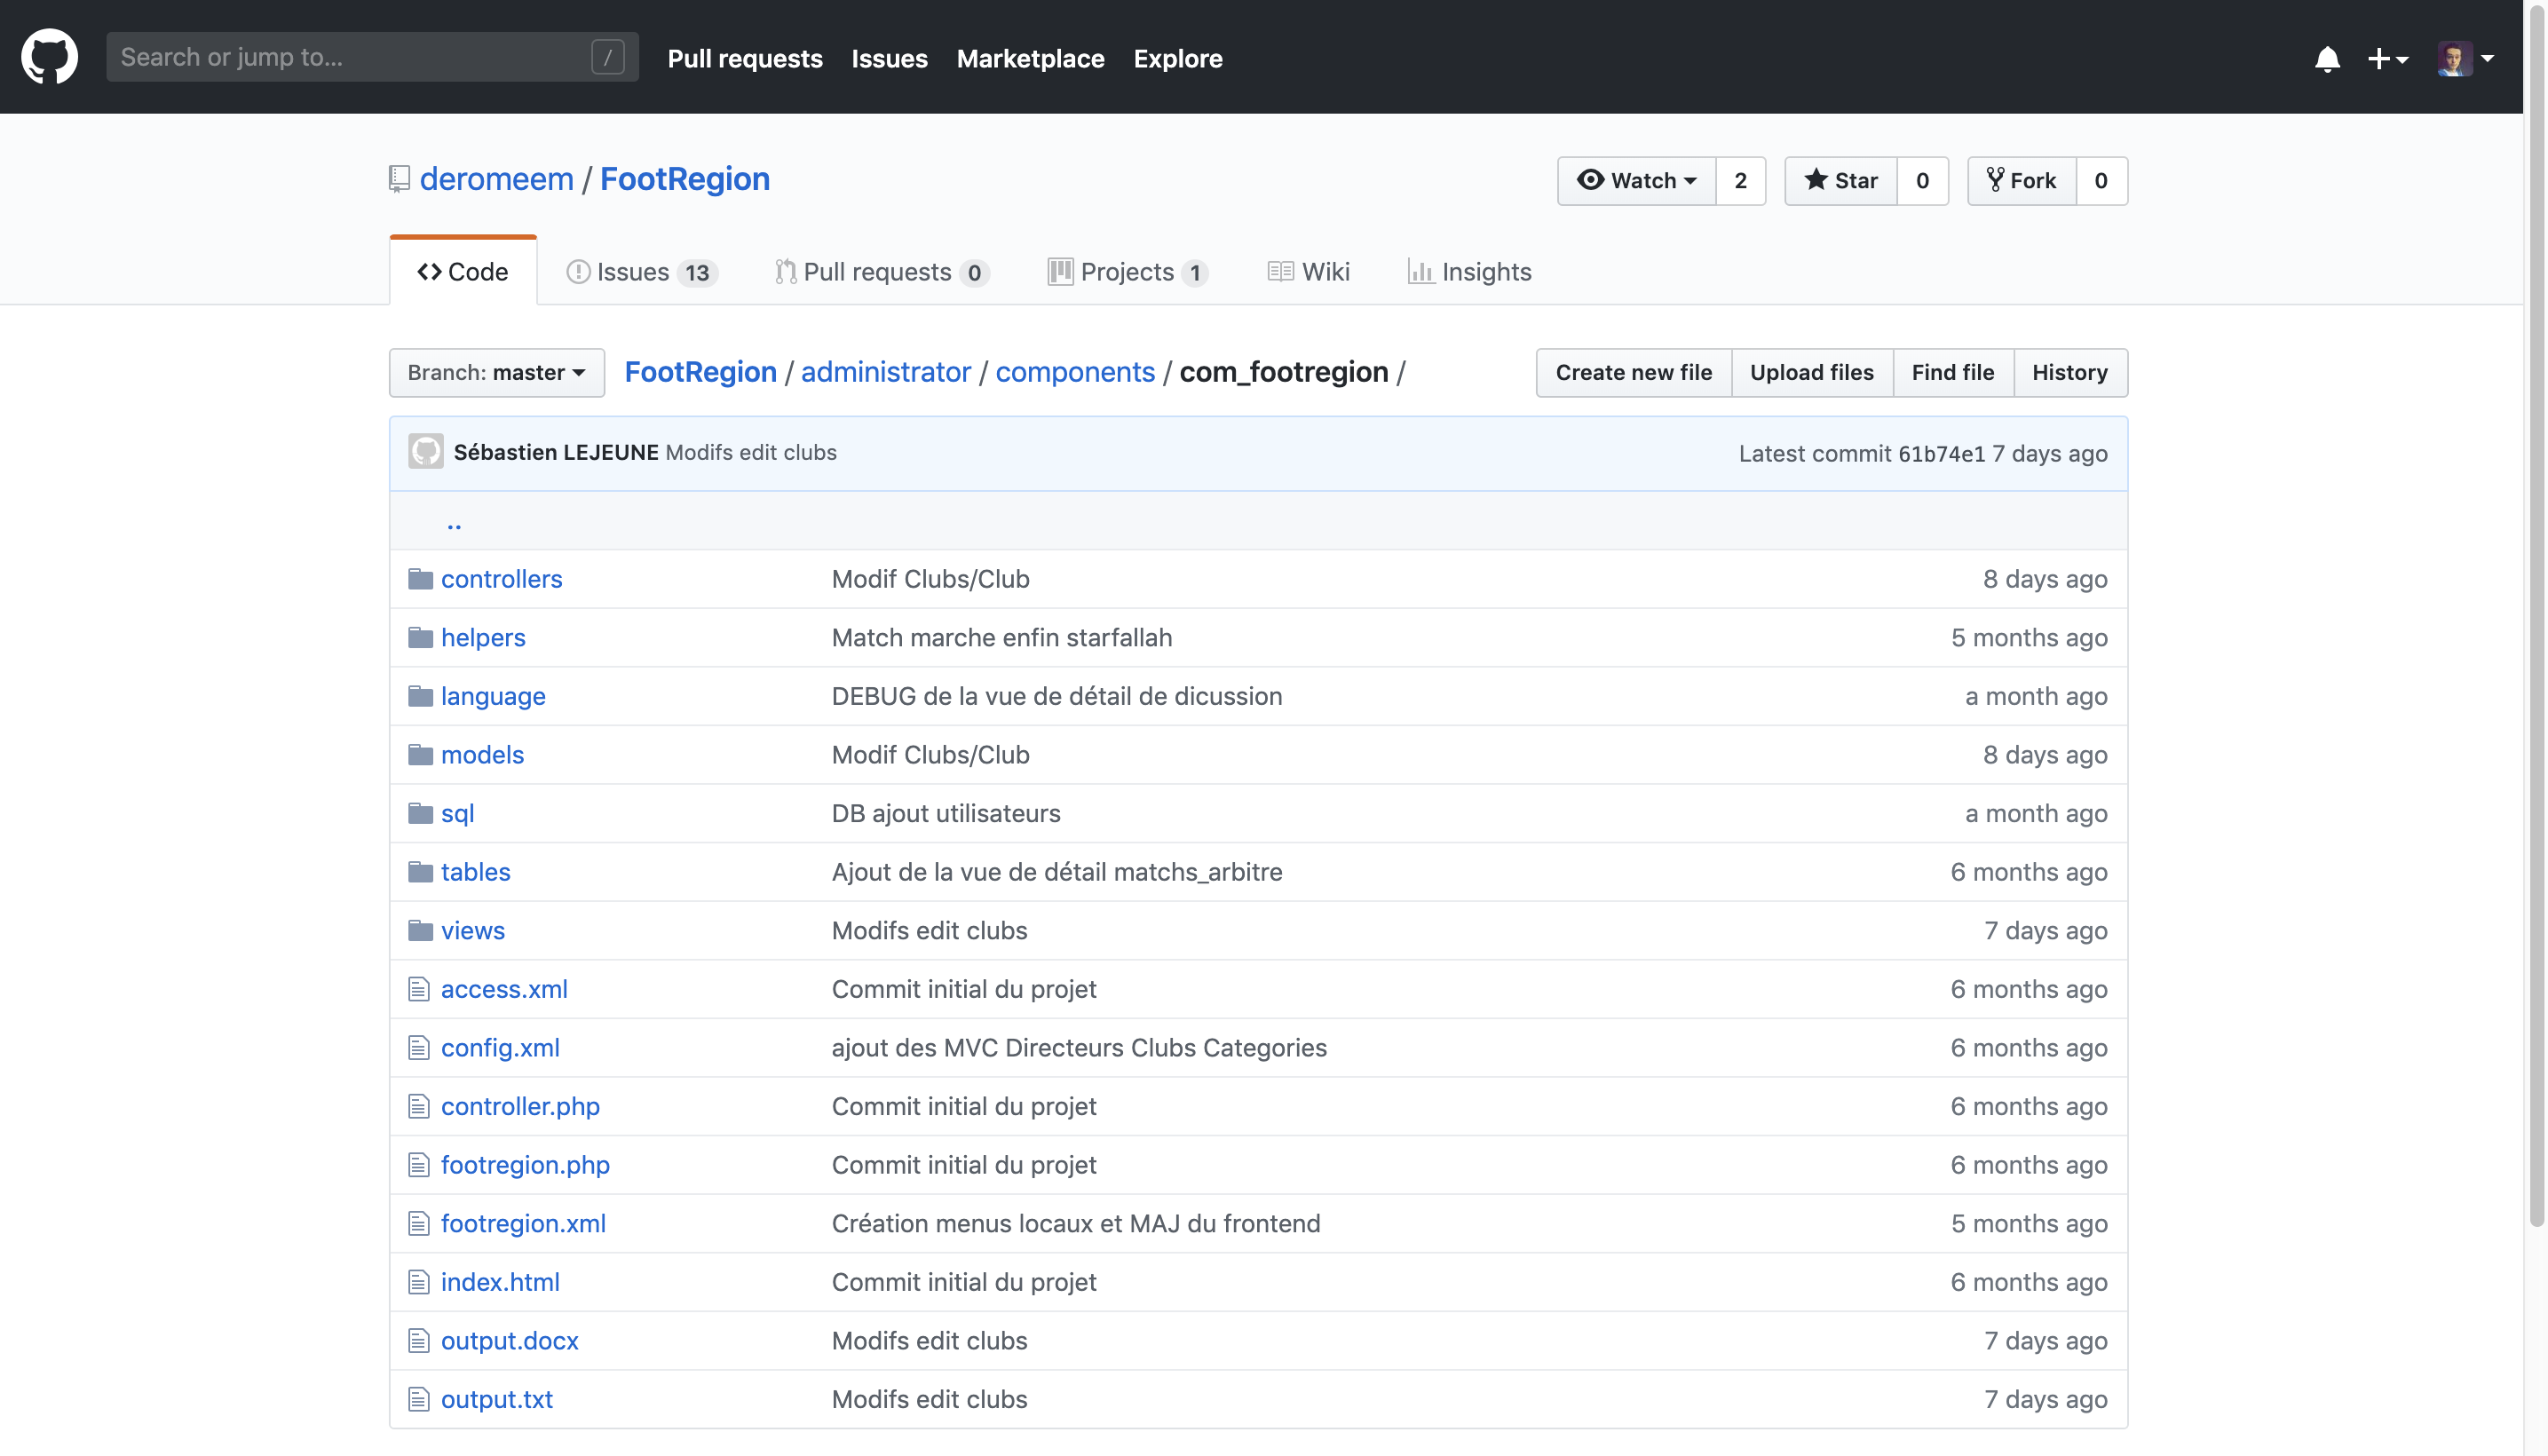 Search or jump to... / Pull requests Issues Marketplace Explore
deromeem / FootRegion Watch 2 Star 0 Fork 0
Code Issues 13 Pull requests 0 Projects 1 Wiki Insights
Branch: master FootRegion / administrator / components / com_footregion / Create new file Upload files Find file History
Sébastien LEJEUNE Modifs edit clubs Latest commit 61b74e1 7 days ago
..
controllers Modif Clubs/Club 8 days ago
helpers Match marche enfin starfallah 5 months ago
language DEBUG de la vue de détail de dicussion a month ago
models Modif Clubs/Club 8 days ago
sql DB ajout utilisateurs a month ago
tables Ajout de la vue de détail matchs_arbitre 6 months ago
views Modifs edit clubs 7 days ago
access.xml Commit initial du projet 6 months ago
config.xml ajout des MVC Directeurs Clubs Categories 6 months ago
controller.php Commit initial du projet 6 months ago
footregion.php Commit initial du projet 6 months ago
footregion.xml Création menus locaux et MAJ du frontend 5 months ago
index.html Commit initial du projet 6 months ago
output.docx Modifs edit clubs 7 days ago
output.txt Modifs edit clubs 7 days ago